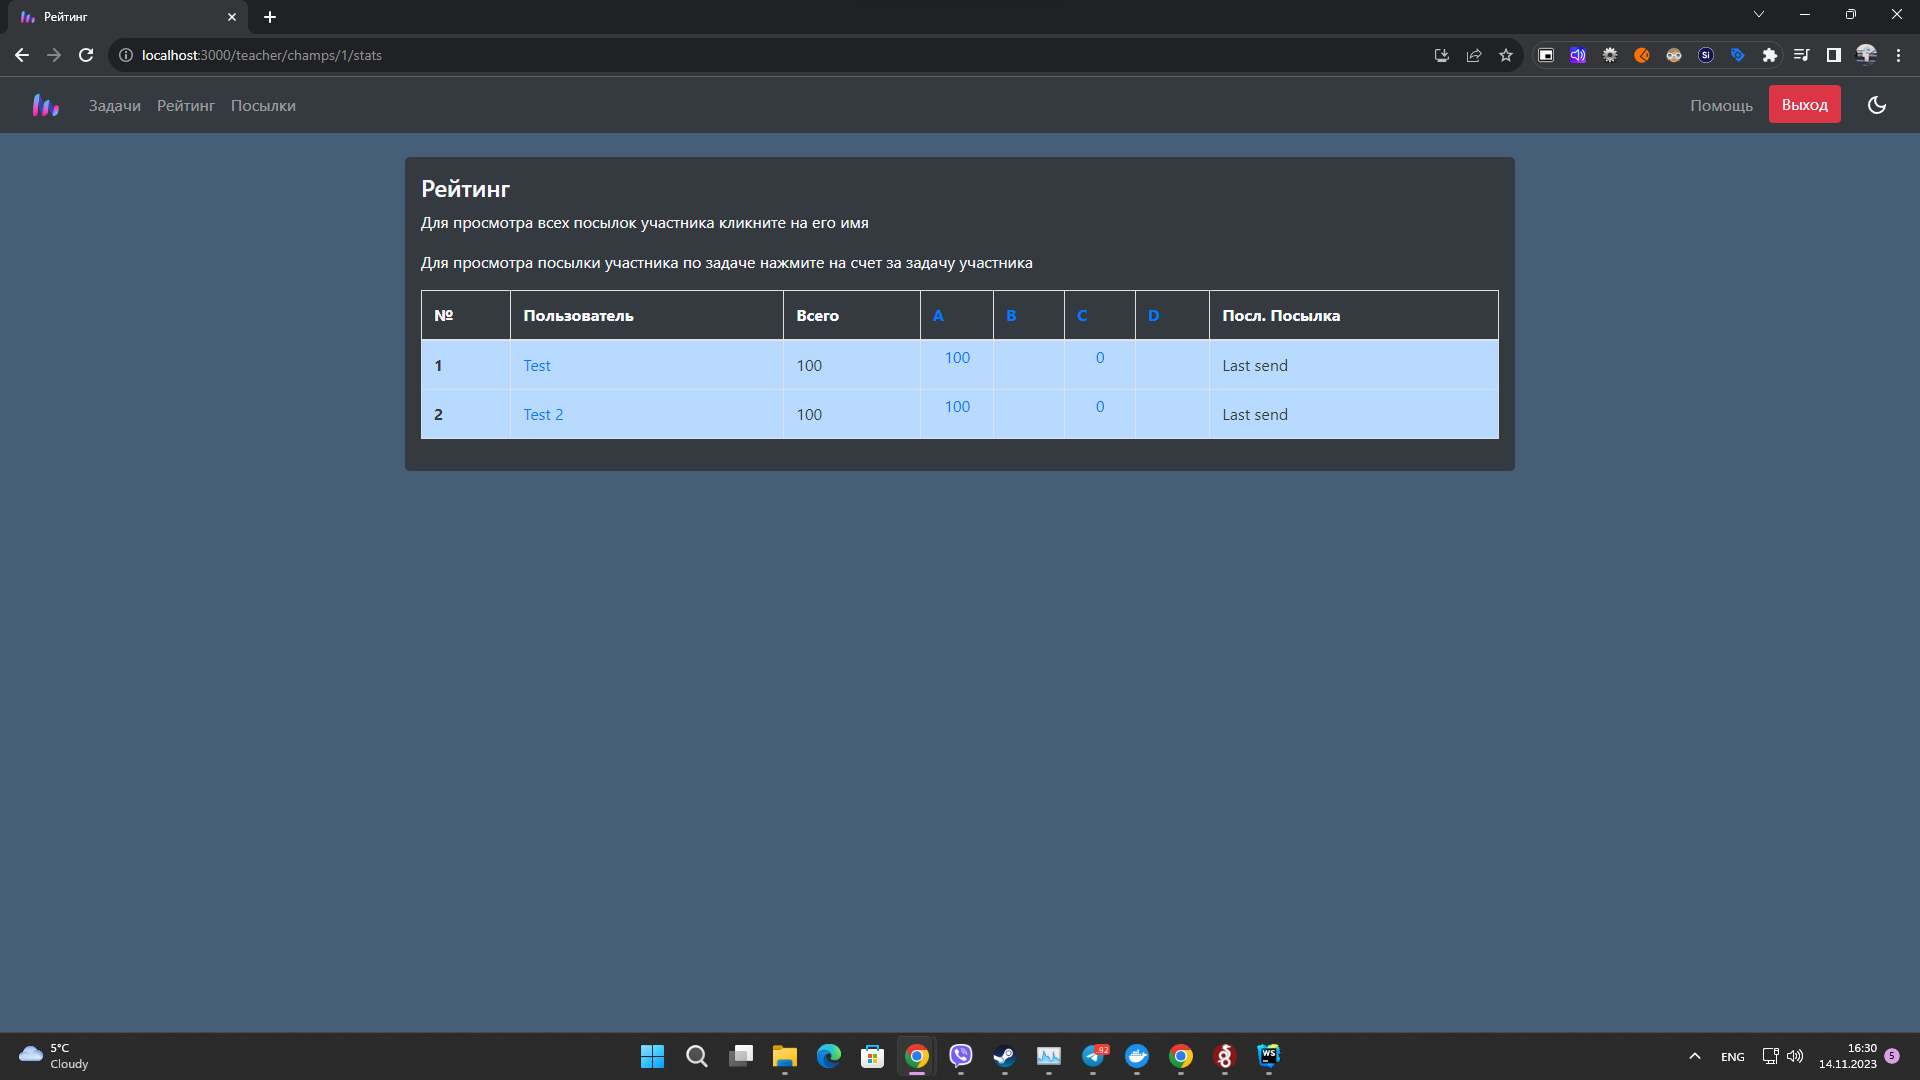 Рейтинг
localhost:3000/teacher/champs/1/stats
Si
Задачи Рейтинг Посылки Помощь Выход
Рейтинг
Для просмотра всех посылок участника кликните на его имя
Для просмотра посылки участника по задаче нажмите на счет за задачу участника
№ Пользователь Всего A B C D Посл. Посылка
1 Test 100 100 0 Last send
2 Test 2 100 100 0 Last send
5°C
Cloudy
.92
WS
ENG
16:30
14.11.2023
5